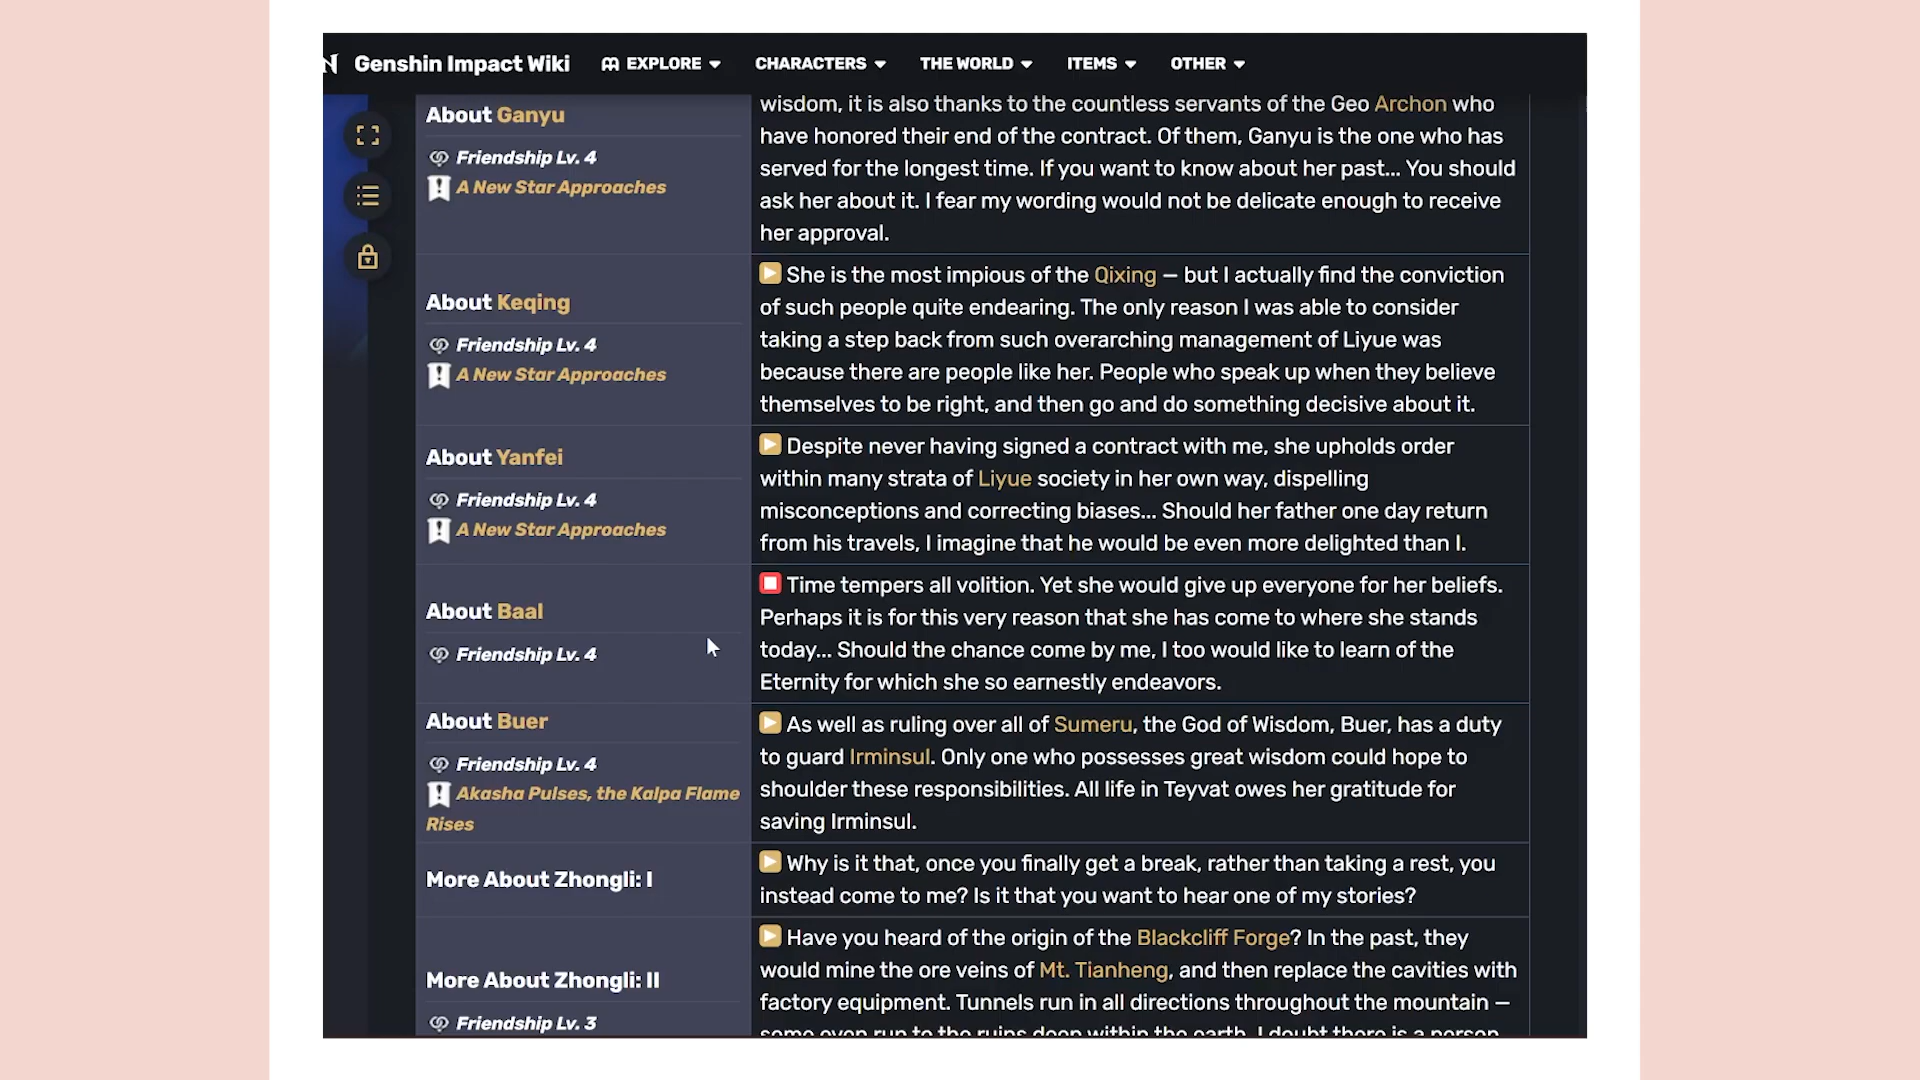 Genshin Impact Wiki
EXPLORE
CHARACTERS
THE WORLD
ITEMS
OTHER
About Ganyu
Friendship Lv. 4
A New Star Approaches
wisdom, it is also thanks to the countless servants of the Geo Archon who
have honored their end of the contract. Of them, Ganyu is the one who has
served for the longest time. If you want to know about her past... You should
ask her about it. I fear my wording would not be delicate enough to receive
her approval.
About Keqing
Friendship Lv. 4
A New Star Approaches
She is the most impious of the Qixing — but I actually find the conviction
of such people quite endearing. The only reason I was able to consider
taking a step back from such overarching management of Liyue was
because there are people like her. People who speak up when they believe
themselves to be right, and then go and do something decisive about it.
About Yanfei
Friendship Lv. 4
A New Star Approaches
Despite never having signed a contract with me, she upholds order
within many strata of Liyue society in her own way, dispelling
misconceptions and correcting biases... Should her father one day return
from his travels, I imagine that he would be even more delighted than I.
About Baal
Friendship Lv. 4
Time tempers all volition. Yet she would give up everyone for her beliefs.
Perhaps it is for this very reason that she has come to where she stands
today... Should the chance come by me, I too would like to learn of the
Eternity for which she so earnestly endeavors.
About Buer
Friendship Lv. 4
Akasha Pulses, the Kalpa Flame
Rises
As well as ruling over all of Sumeru, the God of Wisdom, Buer, has a duty
to guard Irminsul. Only one who possesses great wisdom could hope to
shoulder these responsibilities. All life in Teyvat owes her gratitude for
saving Irminsul.
More About Zhongli: I
Why is it that, once you finally get a break, rather than taking a rest, you
instead come to me? Is it that you want to hear one of my stories?
More About Zhongli: II
Friendship Lv. 3
Have you heard of the origin of the Blackcliff Forge? In the past, they
would mine the ore veins of Mt. Tianheng, and then replace the cavities with
factory equipment. Tunnels run in all directions throughout the mountain —
some even run to the ruins deep within the earth. I doubt there is a person